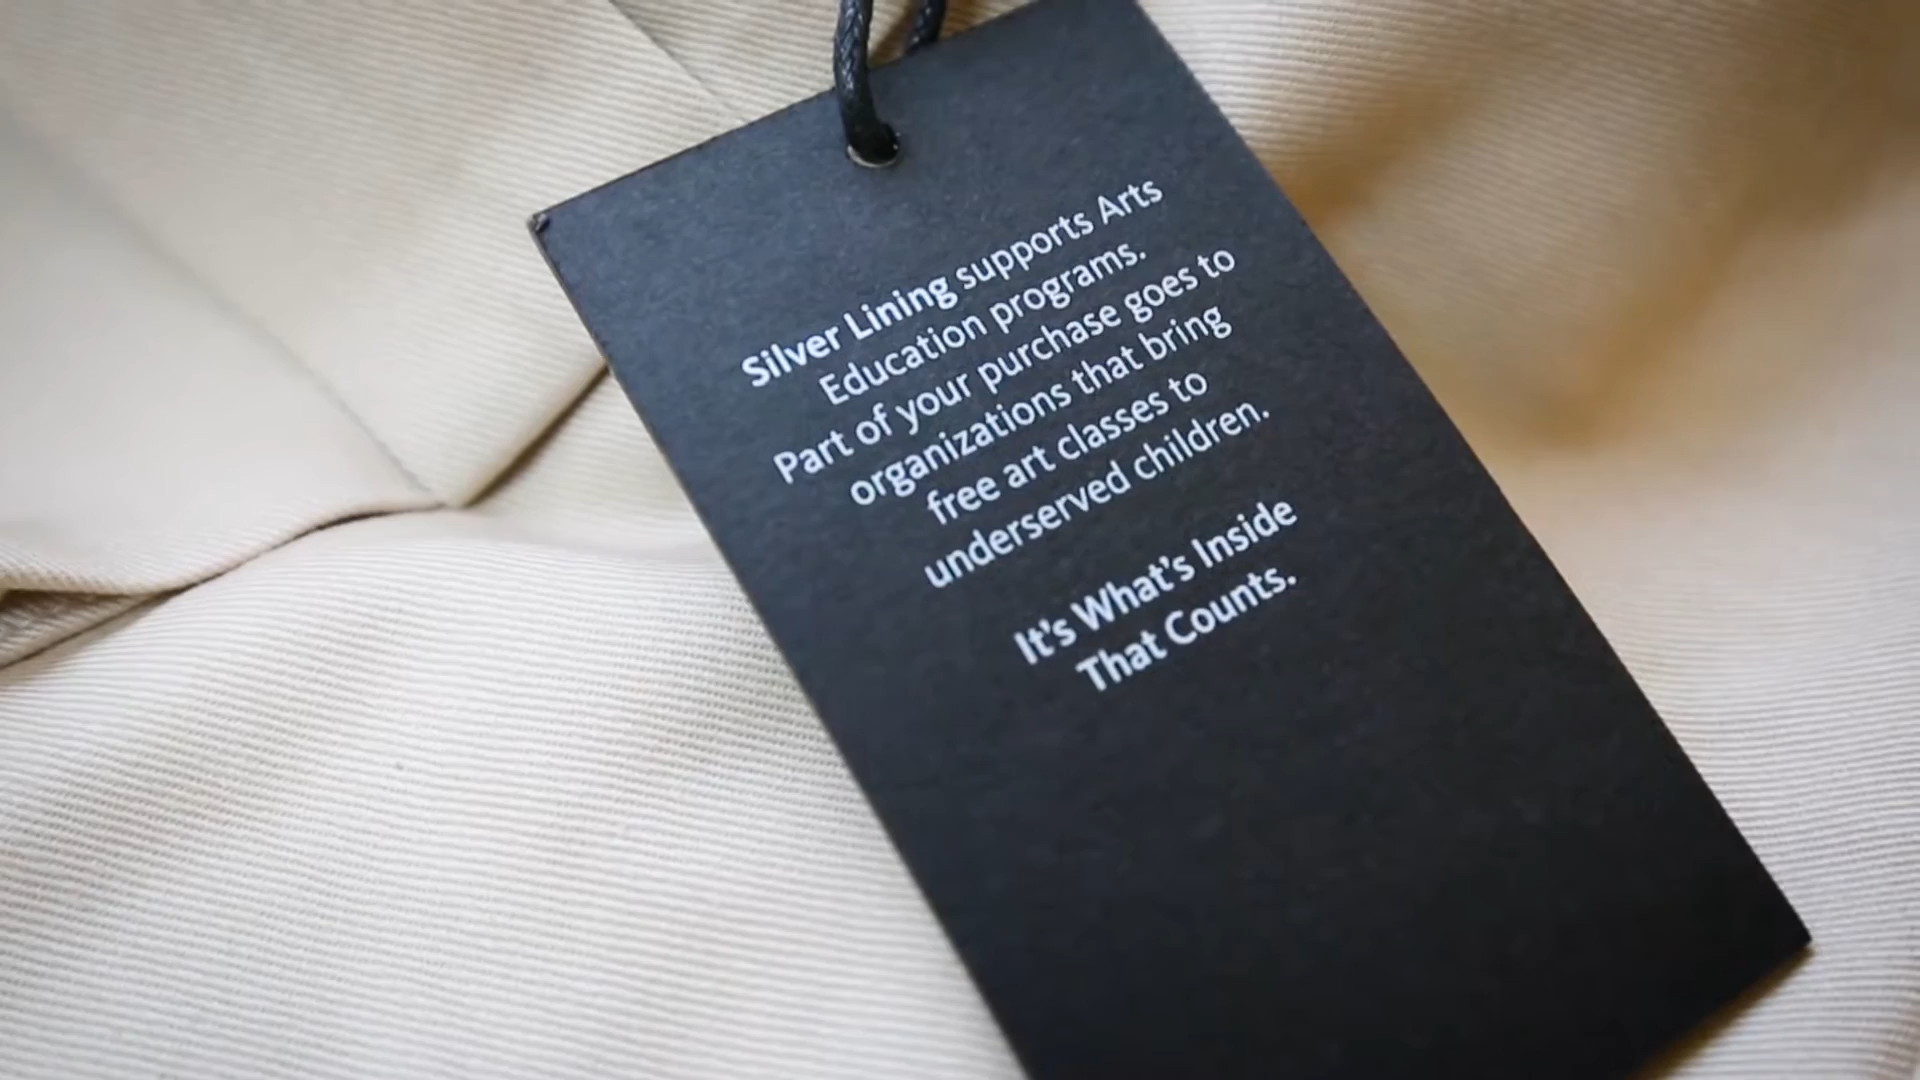 Silver Lining supports Arts
Education programs.
Part of your purchase goes to
organizations that bring
free art classes to
underserved children.
It's What's Inside
That Counts.